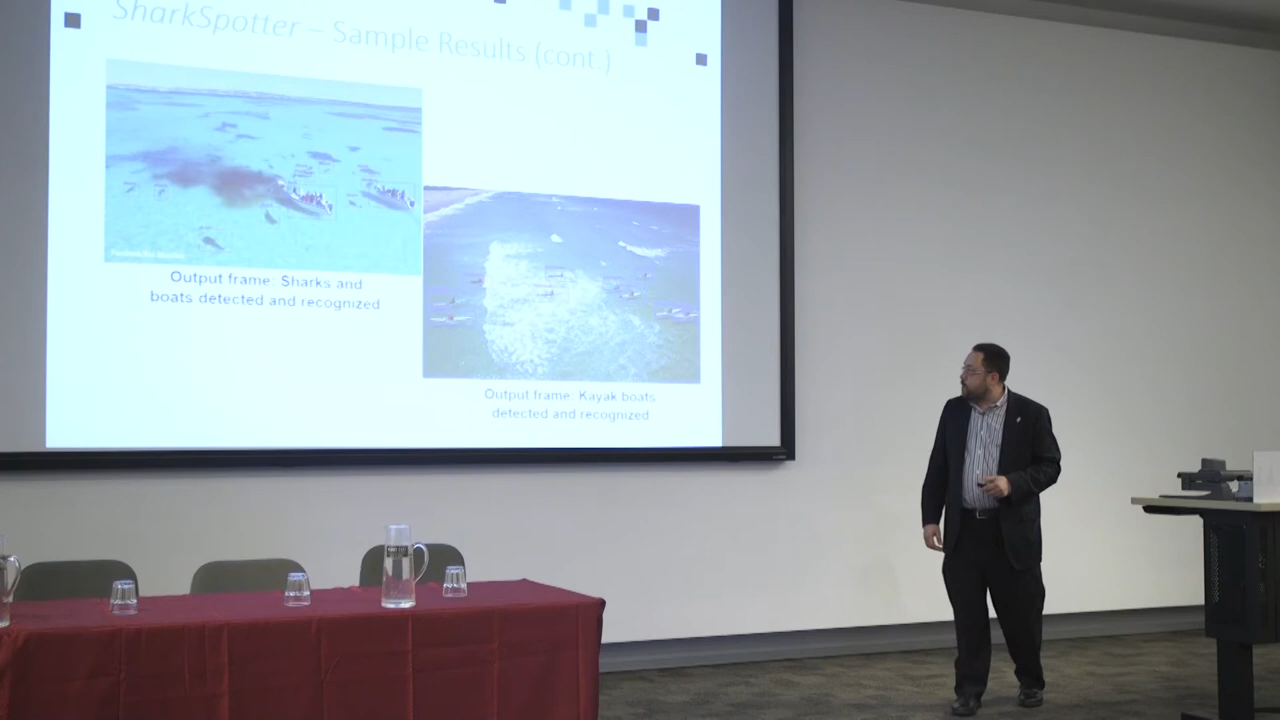 SharkSpotter – Sample Results (cont.)
Output frame: Sharks and
boats detected and recognized
Output frame: Kayak boats
detected and recognized